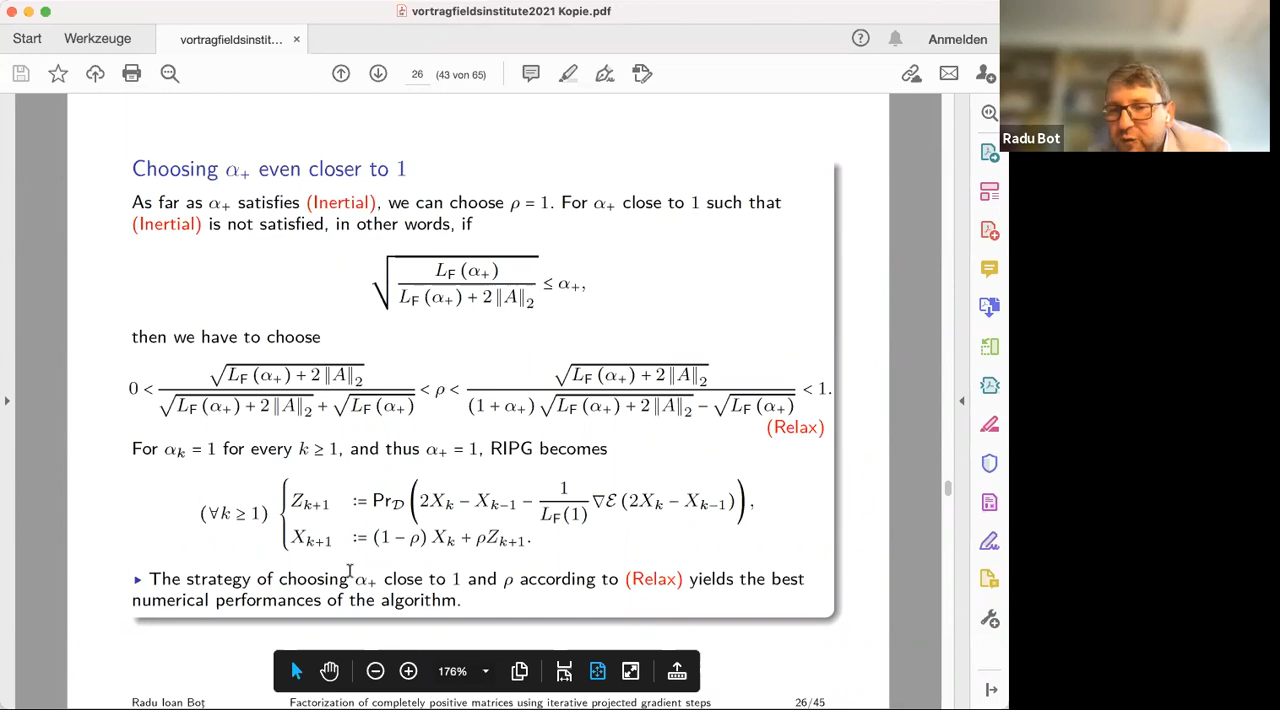 vortragfieldsinstitute2021 Kopie.pdf
Start Werkzeuge vortragfieldsinstit... × Anmelden
26 (43 von 65)
Radu Bot
Choosing α₊ even closer to 1
As far as α₊ satisfies (Inertial), we can choose ρ = 1. For α₊ close to 1 such that
(Inertial) is not satisfied, in other words, if
√(L_F (α₊) / (L_F (α₊) + 2 ‖A‖₂)) ≤ α₊,
then we have to choose
0 < √(L_F (α₊) + 2 ‖A‖₂) / (√(L_F (α₊) + 2 ‖A‖₂) + √(L_F (α₊))) < ρ < √(L_F (α₊) + 2 ‖A‖₂) / ((1 + α₊) √(L_F (α₊) + 2 ‖A‖₂) − √(L_F (α₊))) < 1.
(Relax)
For α_k = 1 for every k ≥ 1, and thus α₊ = 1, RIPG becomes
(∀k ≥ 1) { Z_{k+1} := Pr_𝒟 (2X_k − X_{k−1} − 1/L_F(1) ∇ℰ (2X_k − X_{k−1})),
X_{k+1} := (1 − ρ) X_k + ρZ_{k+1}.
▸ The strategy of choosing α₊ close to 1 and ρ according to (Relax) yields the best
numerical performances of the algorithm.
176%
Radu Ioan Boţ Factorization of completely positive matrices using iterative projected gradient steps 26/45